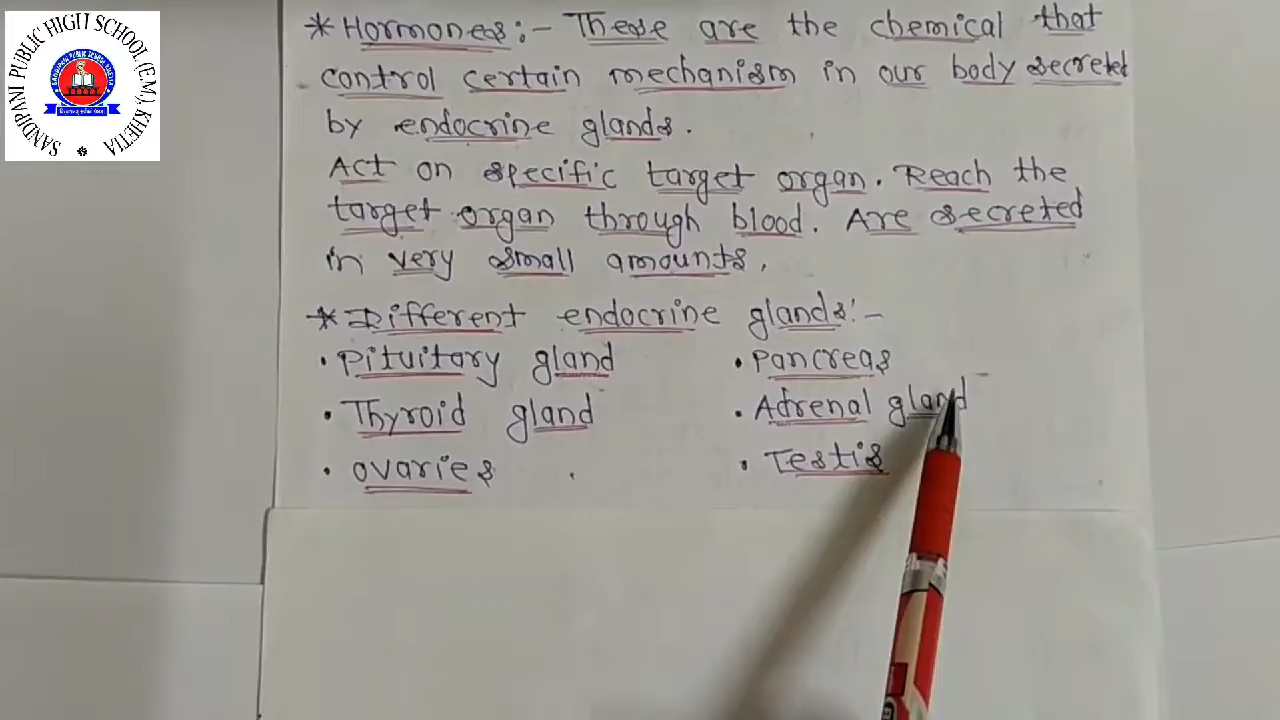 SANDIPANI PUBLIC HIGH SCHOOL (E.M.), KHETIA
* Hormones:- These are the chemical that
control certain mechanism in our body secreted
by endocrine glands.
Act on specific target organ. Reach the
target organ through blood. Are secreted
in very small amounts.
* Different endocrine glands:-
• Pituitary gland • Pancreas
• Thyroid gland • Adrenal gland
• Ovaries • Testis